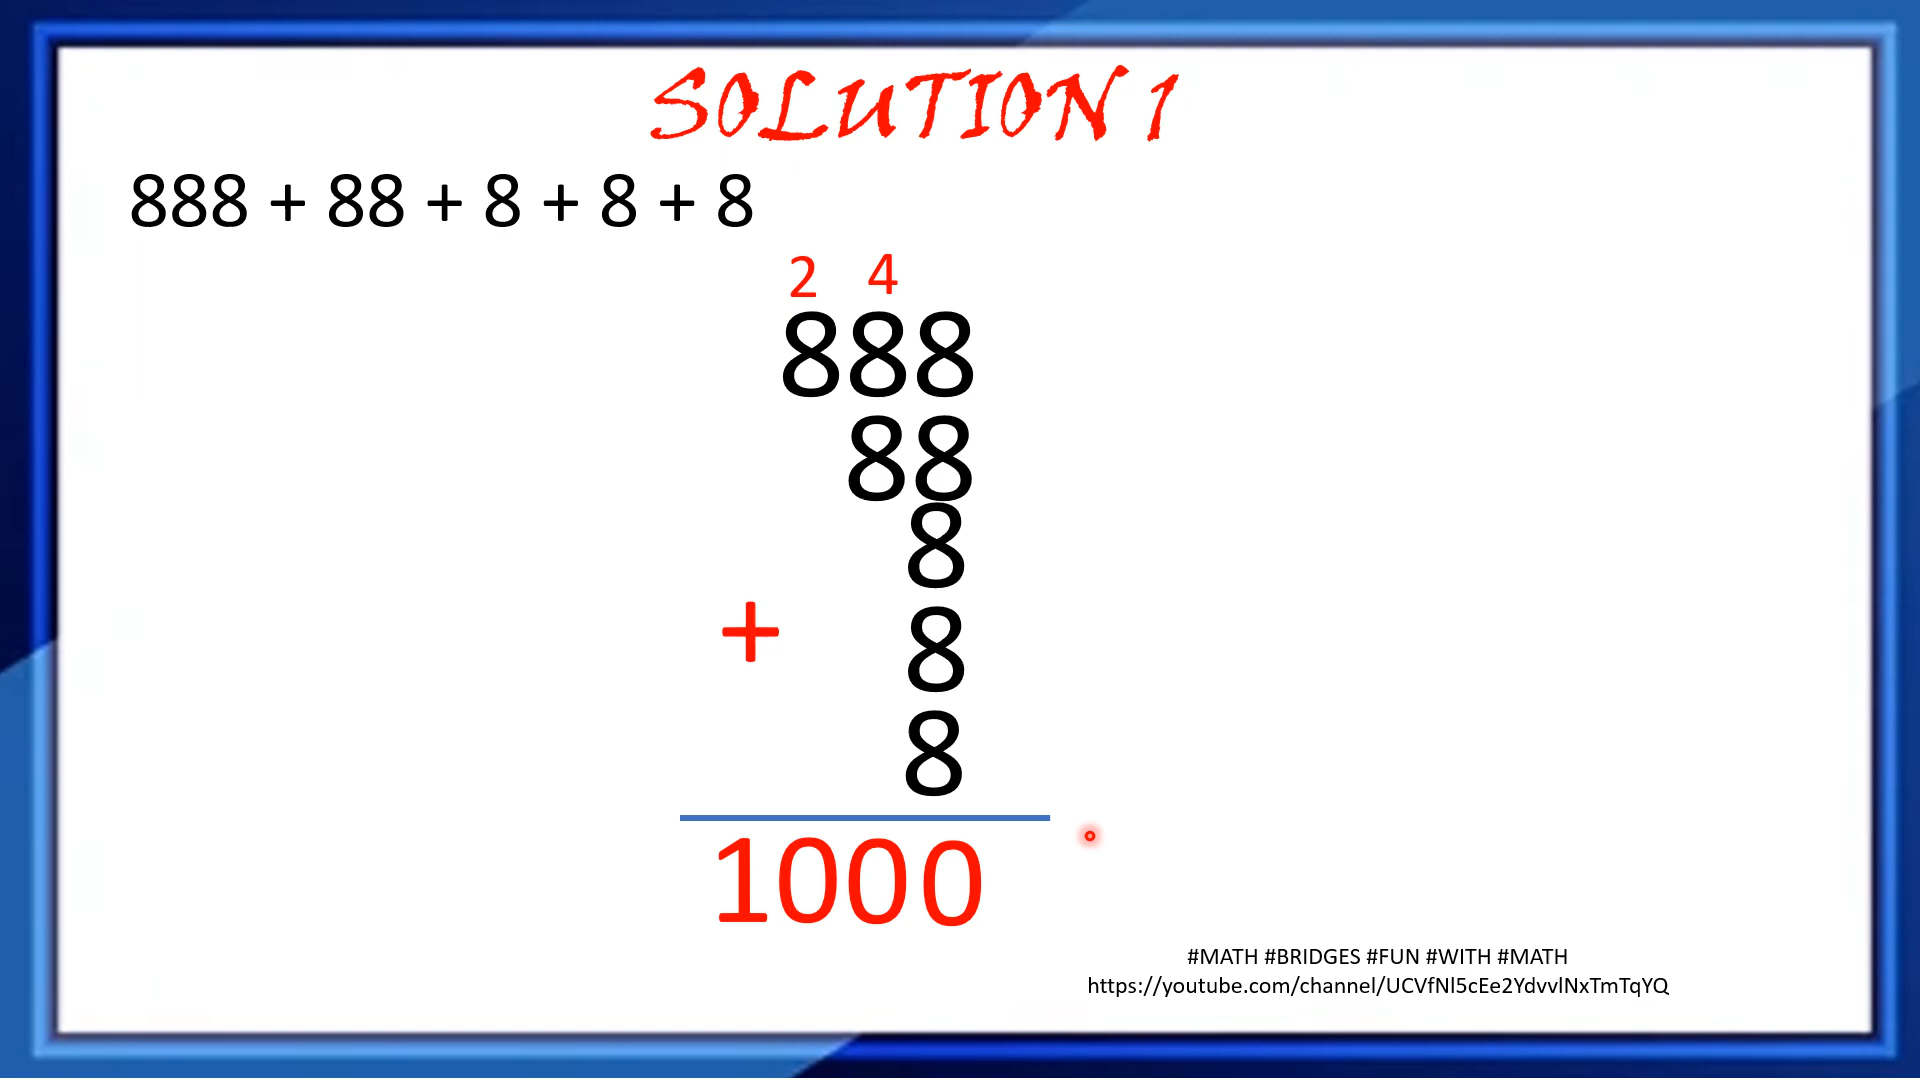 SOLUTION 1
888 + 88 + 8 + 8 + 8
2 4
888
88
8
+ 8
8
1000
#MATH #BRIDGES #FUN #WITH #MATH
https://youtube.com/channel/UCVfNl5cEe2YdvvlNxTmTqYQ